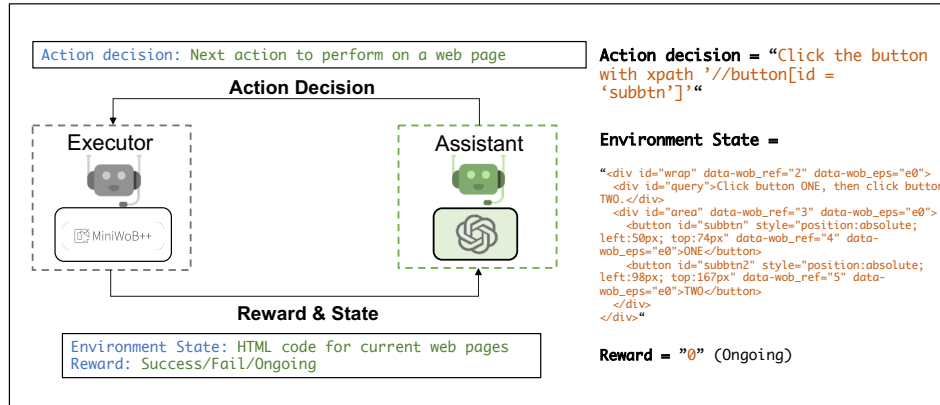 Action decision: Next action to perform on a web page
Action Decision
Executor
Assistant
MiniWoB++
Reward & State
Environment State: HTML code for current web pages
Reward: Success/Fail/Ongoing
Action decision = “Click the button
with xpath ’//button[id =
‘subbtn’]’“
Environment State =
“<div id="wrap" data-wob_ref="2" data-wob_eps="e0">
<div id="query">Click button ONE, then click button
TWO.</div>
<div id="area" data-wob_ref="3" data-wob_eps="e0">
<button id="subbtn" style="position:absolute;
left:50px; top:74px" data-wob_ref="4" data-
wob_eps="e0">ONE</button>
<button id="subbtn2" style="position:absolute;
left:98px; top:167px" data-wob_ref="5" data-
wob_eps="e0">TWO</button>
</div>
</div>“
Reward = ”0” (Ongoing)